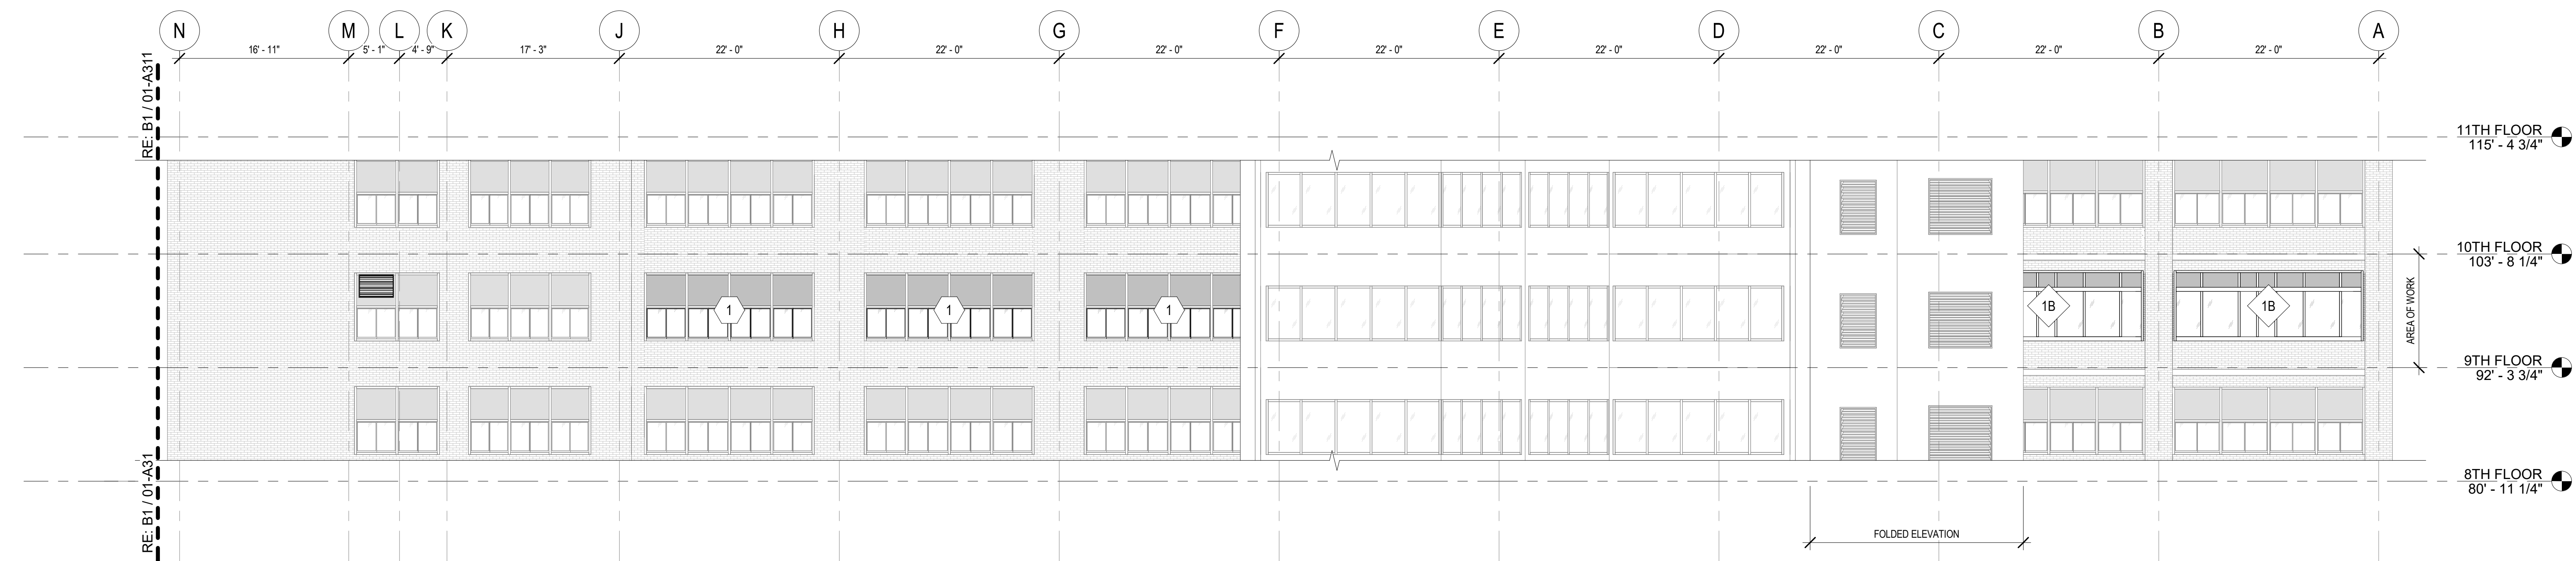 N M L K J H G F E D C B A
16' - 11" 5' - 1" 4' - 9" 17' - 3" 22' - 0" 22' - 0" 22' - 0" 22' - 0" 22' - 0" 22' - 0" 22' - 0" 22' - 0"
RE: B1 / 01-A311
11TH FLOOR
115' - 4 3/4"
10TH FLOOR
103' - 8 1/4"
1 1 1 1B 1B
AREA OF WORK
9TH FLOOR
92' - 3 3/4"
RE: B1 / 01-A31
8TH FLOOR
80' - 11 1/4"
FOLDED ELEVATION